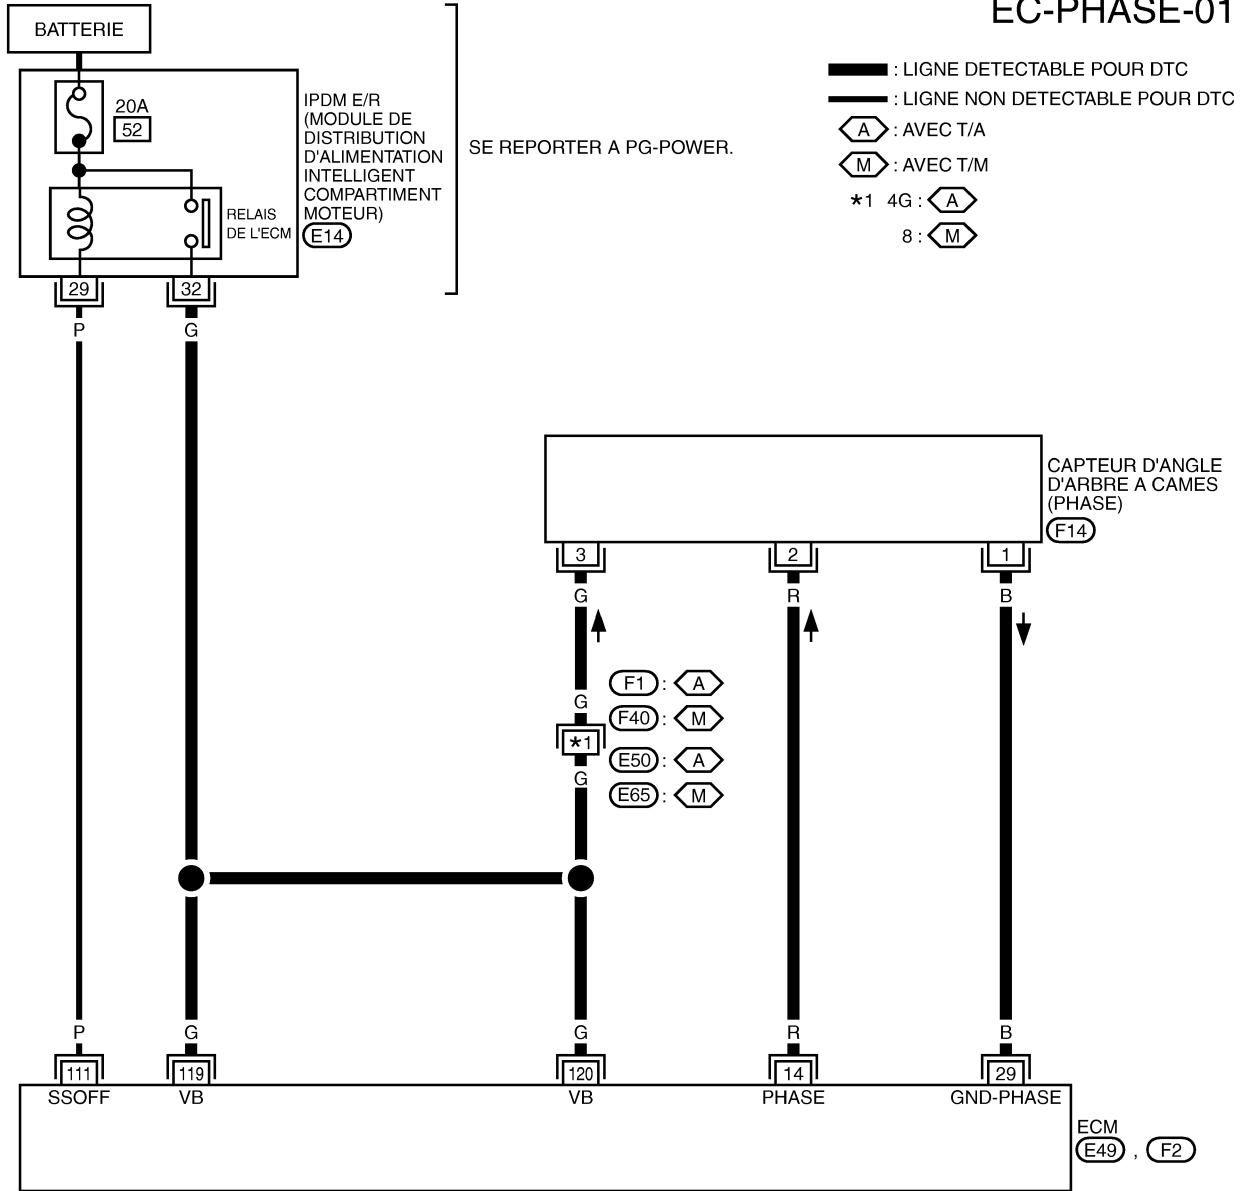 EC-PHASE-01
BATTERIE
: LIGNE DETECTABLE POUR DTC
: LIGNE NON DETECTABLE POUR DTC
A : AVEC T/A
M : AVEC T/M
*1 4G : A
8 : M
20A
52
IPDM E/R
(MODULE DE
DISTRIBUTION
D'ALIMENTATION
INTELLIGENT
COMPARTIMENT
MOTEUR)
E14
SE REPORTER A PG-POWER.
RELAIS
DE L'ECM
29 32
P G
CAPTEUR D'ANGLE
D'ARBRE A CAMES
(PHASE)
F14
3 2 1
G R B
F1 : A
G
F40 : M
*1
E50 : A
G
E65 : M
P G G R B
111 119 120 14 29
SSOFF VB VB PHASE GND-PHASE
ECM
E49 , F2